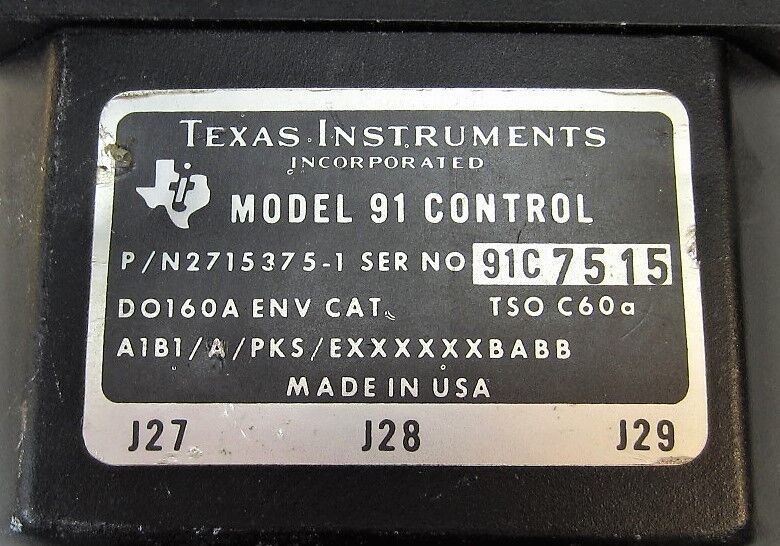 TEXAS INSTRUMENTS
INCORPORATED
MODEL 91 CONTROL
P/N2715375-1 SER NO 91C7515
DO160A ENV CAT. TSO C60a
A1B1/A/PKS/EXXXXXXBABB
MADE IN USA
J27 J28 J29